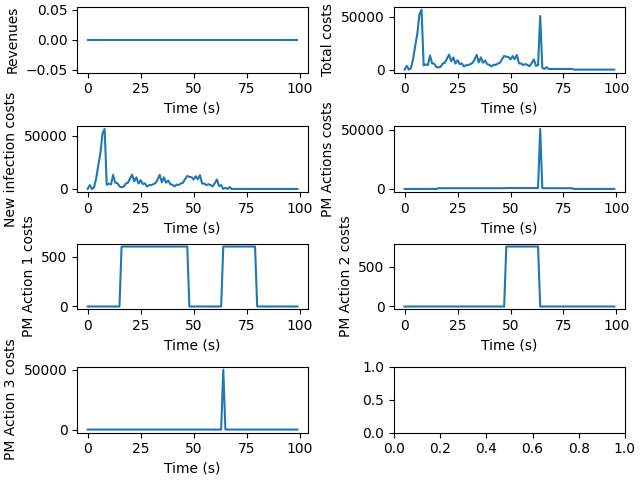 Revenues
0.05
0.00
−0.05
0 25 50 75 100
Time (s)
Total costs
50000
0
0 25 50 75 100
Time (s)
New infection costs
50000
0
0 25 50 75 100
Time (s)
PM Actions costs
50000
0
0 25 50 75 100
Time (s)
PM Action 1 costs
500
0
0 25 50 75 100
Time (s)
PM Action 2 costs
500
0
0 25 50 75 100
Time (s)
PM Action 3 costs
50000
0
0 25 50 75 100
Time (s)
1.0
0.5
0.0
0.0 0.2 0.4 0.6 0.8 1.0